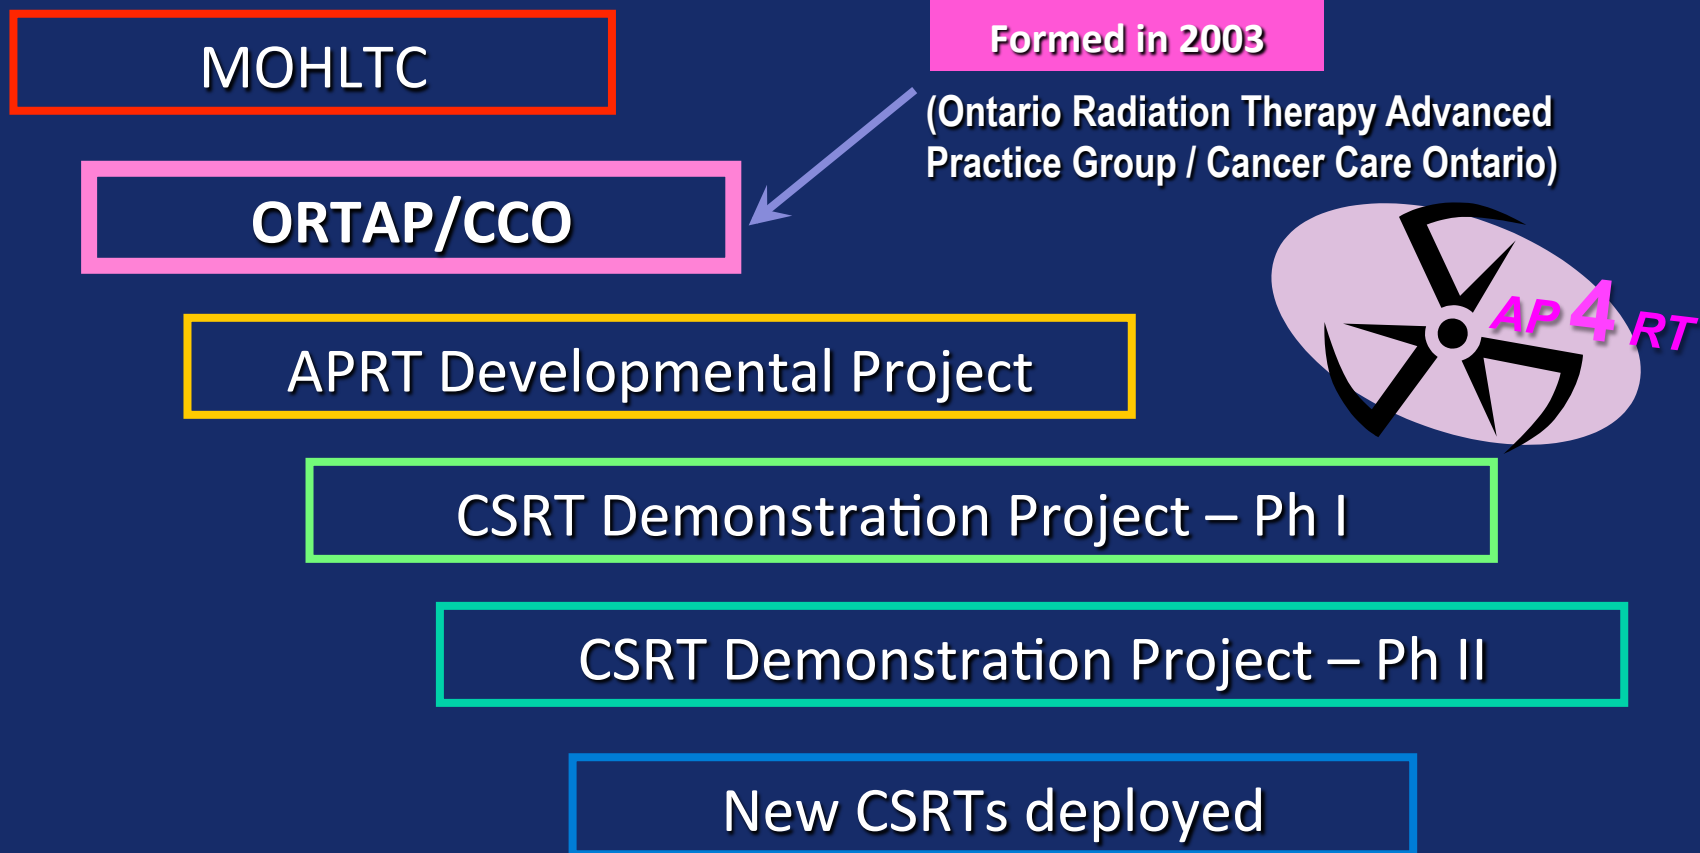 MOHLTC
Formed in 2003
(Ontario Radiation Therapy Advanced
Practice Group / Cancer Care Ontario)
ORTAP/CCO
AP 4 RT
APRT Developmental Project
CSRT Demonstration Project – Ph I
CSRT Demonstration Project – Ph II
New CSRTs deployed